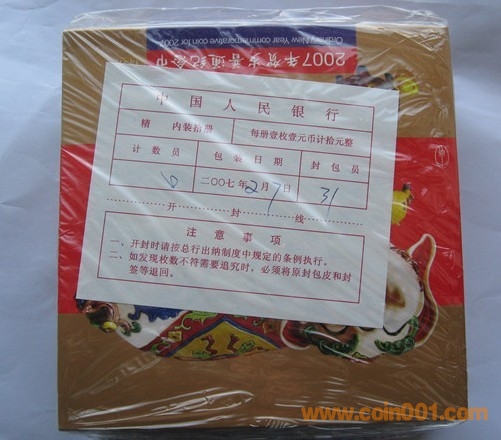 Ordinary New Year commemorative coin for 2007
2007年贺岁普通纪念币
中国人民银行
精 内装拾册 每册壹枚壹元币计拾元整
计数员 包装日期 封包员
二00七年2月7日 31
开封线
注意事项
一、开封时请按总行出纳制度中规定的条例执行。
二、如发现枚数不符需要追究时,必须将原封包皮和封
签等退回。
www.coin001.com